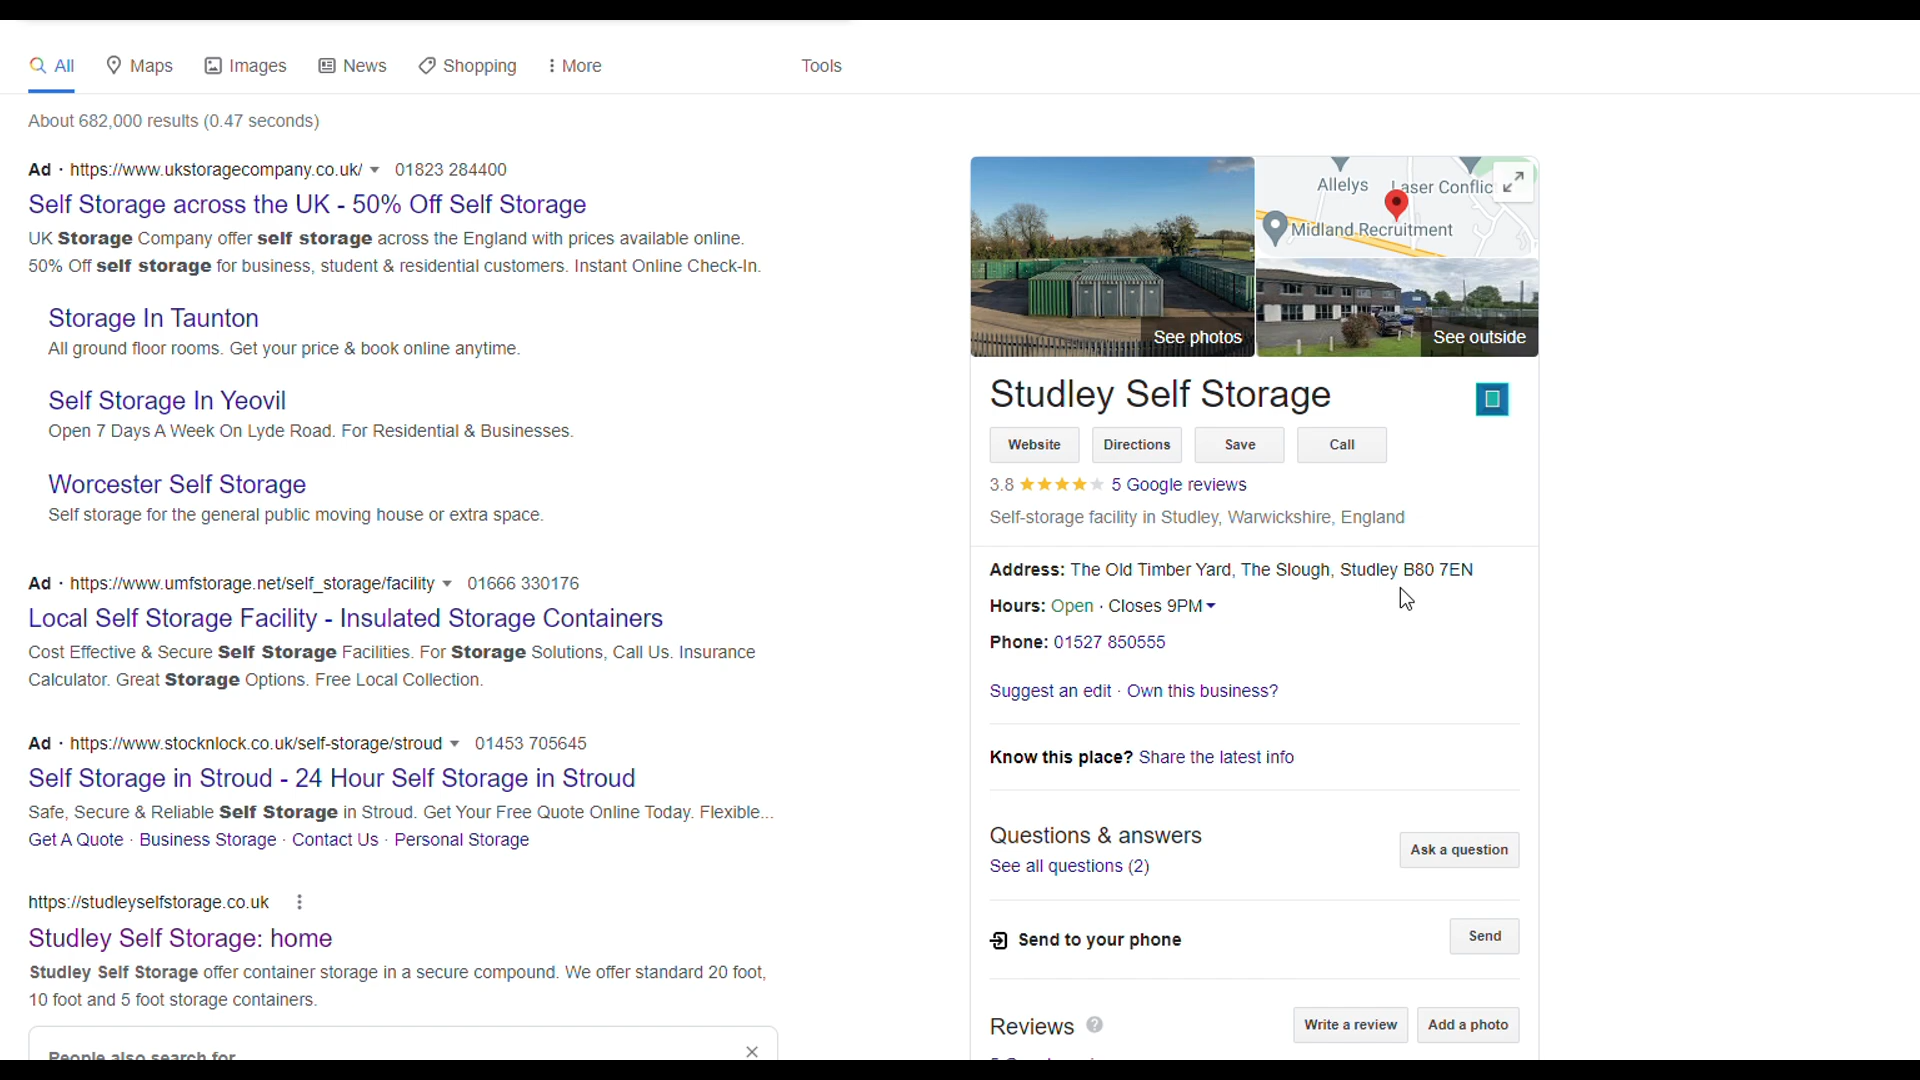 All Maps Images News Shopping More Tools
About 682,000 results (0.47 seconds)
Ad · https://www.ukstoragecompany.co.uk/ 01823 284400
Self Storage across the UK - 50% Off Self Storage
UK Storage Company offer self storage across the England with prices available online.
50% Off self storage for business, student & residential customers. Instant Online Check-In.
Storage In Taunton
All ground floor rooms. Get your price & book online anytime.
Self Storage In Yeovil
Open 7 Days A Week On Lyde Road. For Residential & Businesses.
Worcester Self Storage
Self storage for the general public moving house or extra space.
Ad · https://www.umfstorage.net/self_storage/facility 01666 330176
Local Self Storage Facility - Insulated Storage Containers
Cost Effective & Secure Self Storage Facilities. For Storage Solutions, Call Us. Insurance
Calculator. Great Storage Options. Free Local Collection.
Ad · https://www.stocknlock.co.uk/self-storage/stroud 01453 705645
Self Storage in Stroud - 24 Hour Self Storage in Stroud
Safe, Secure & Reliable Self Storage in Stroud. Get Your Free Quote Online Today. Flexible...
Get A Quote · Business Storage · Contact Us · Personal Storage
https://studleyselfstorage.co.uk
Studley Self Storage: home
Studley Self Storage offer container storage in a secure compound. We offer standard 20 foot,
10 foot and 5 foot storage containers.
People also search for
Allelys
Laser Conflic
Midland Recruitment
See photos
See outside
Studley Self Storage
Website Directions Save Call
3.8 5 Google reviews
Self-storage facility in Studley, Warwickshire, England
Address: The Old Timber Yard, The Slough, Studley B80 7EN
Hours: Open · Closes 9PM
Phone: 01527 850555
Suggest an edit · Own this business?
Know this place? Share the latest info
Questions & answers
See all questions (2)
Ask a question
Send to your phone
Send
Reviews
Write a review
Add a photo